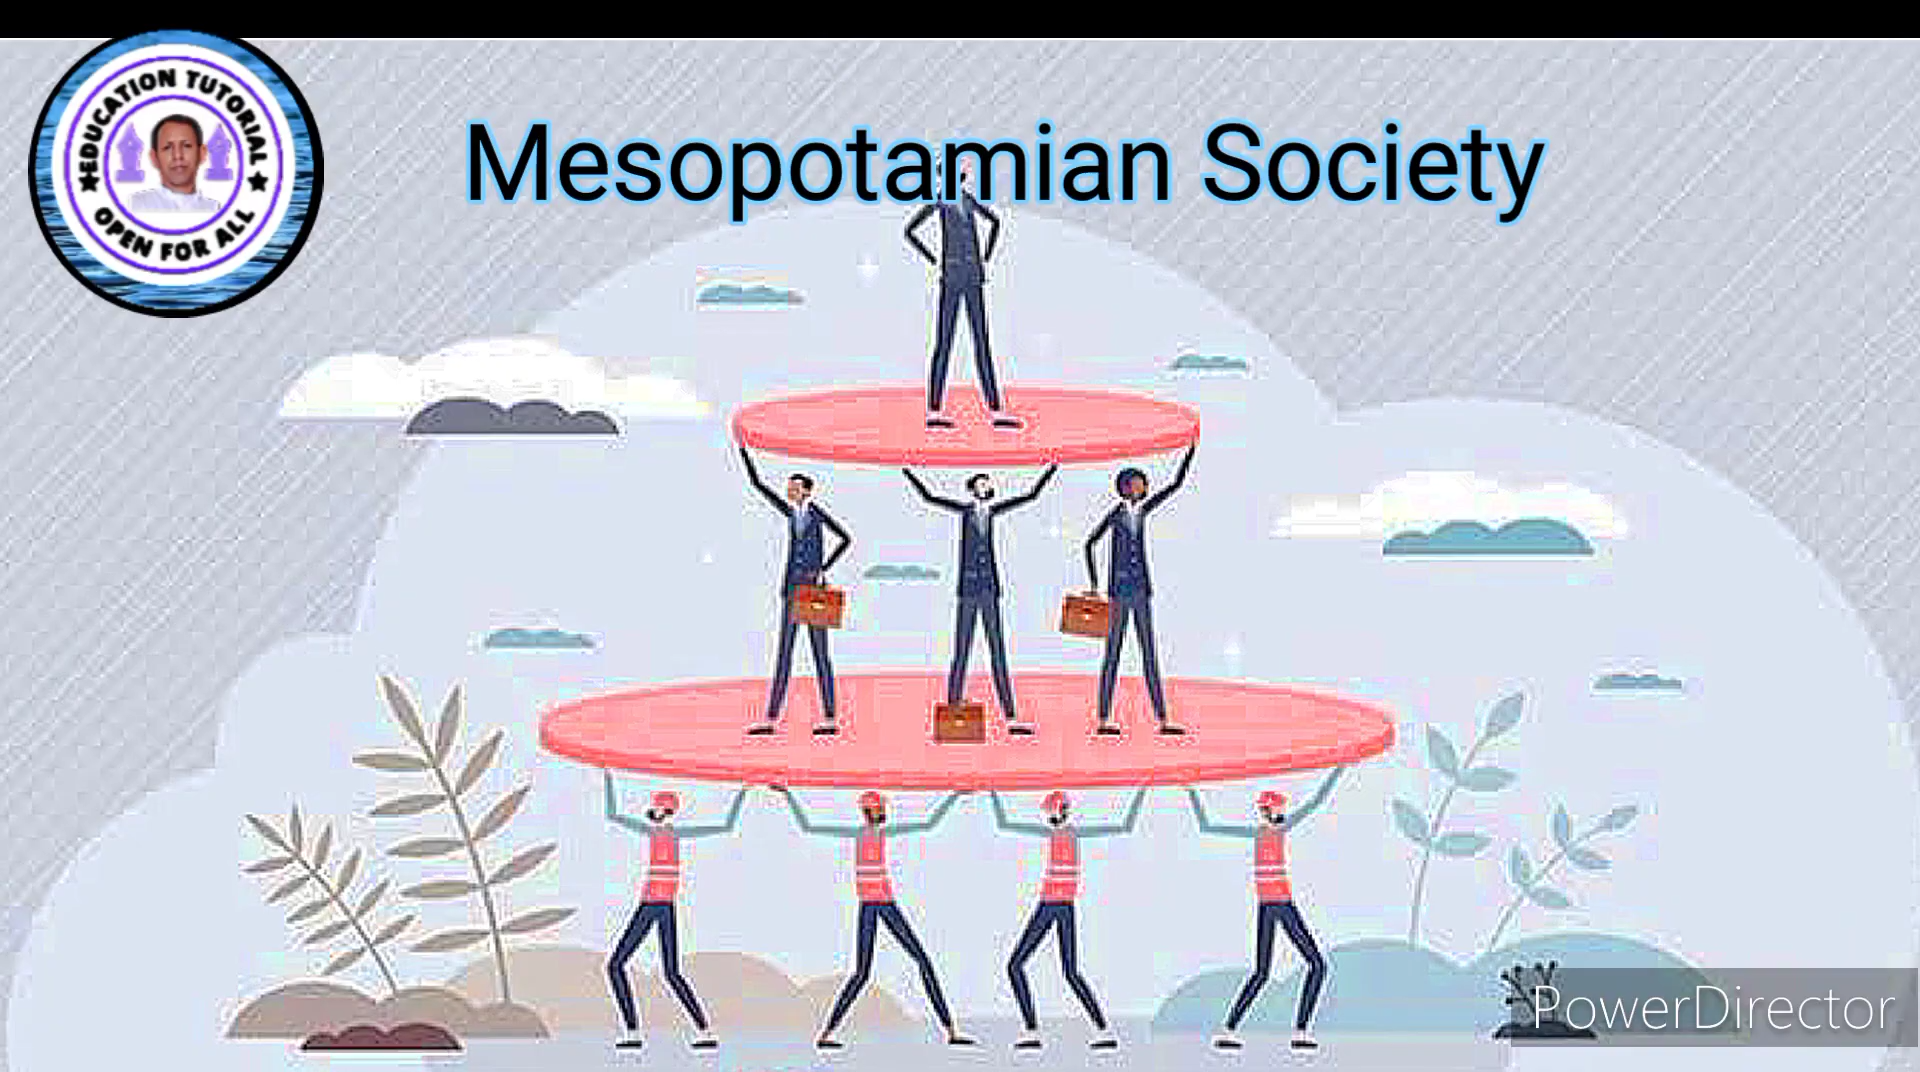 ★EDUCATION TUTORIAL★
OPEN FOR ALL
Mesopotamian Society
PowerDirector